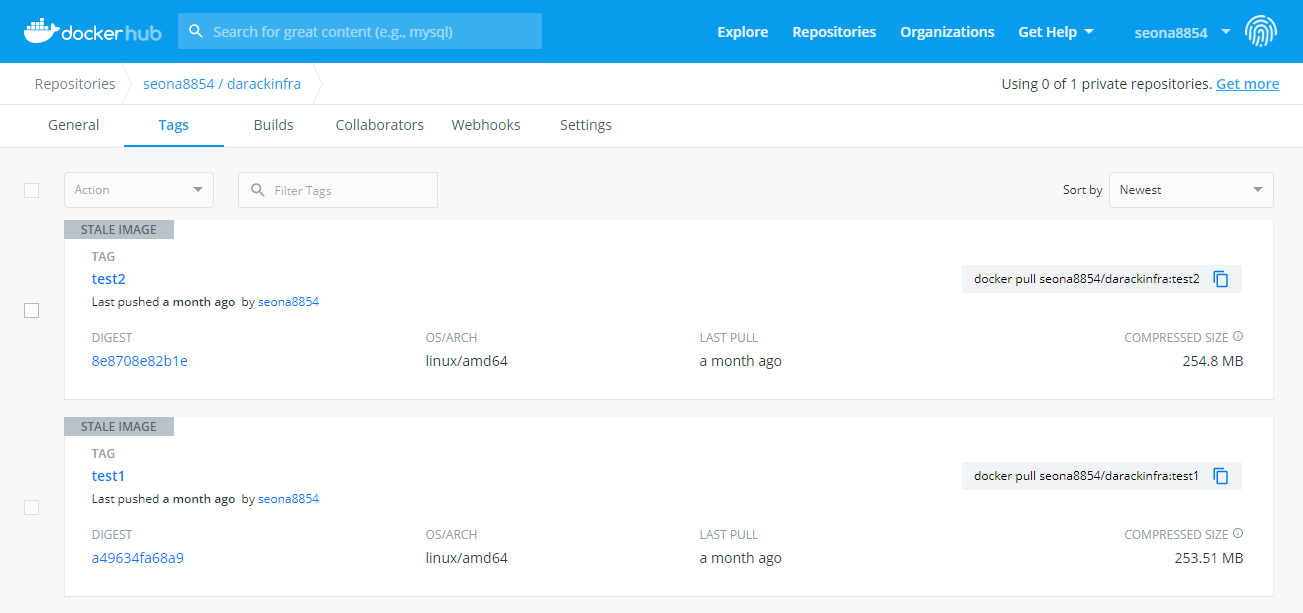 docker hub
Search for great content (e.g., mysql)
Explore
Repositories
Organizations
Get Help
seona8854
Repositories
seona8854 / darackinfra
Using 0 of 1 private repositories. Get more
General
Tags
Builds
Collaborators
Webhooks
Settings
Action
Filter Tags
Sort by
Newest
STALE IMAGE
TAG
test2
docker pull seona8854/darackinfra:test2
Last pushed a month ago by seona8854
DIGEST
OS/ARCH
LAST PULL
COMPRESSED SIZE
8e8708e82b1e
linux/amd64
a month ago
254.8 MB
STALE IMAGE
TAG
test1
docker pull seona8854/darackinfra:test1
Last pushed a month ago by seona8854
DIGEST
OS/ARCH
LAST PULL
COMPRESSED SIZE
a49634fa68a9
linux/amd64
a month ago
253.51 MB